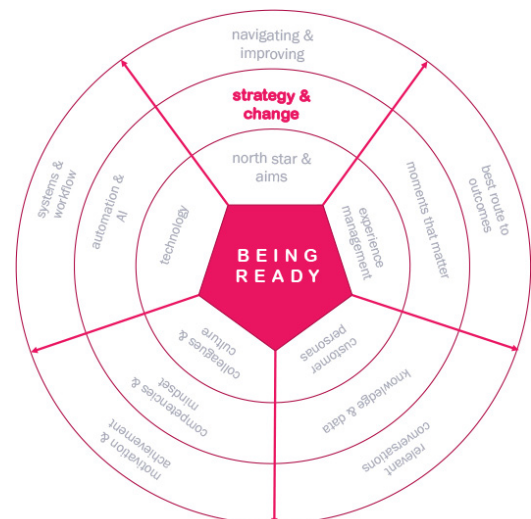 navigating &
improving
strategy &
change
north star &
aims
systems &
workflow
automation &
AI
technology
BEING
READY
experience
management
moments that matter
best route to
outcomes
colleagues &
culture
competencies &
mindset
motivation &
achievement
customer
personas
knowledge & data
relevant
conversations